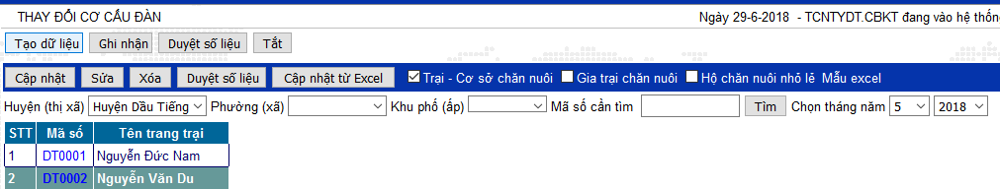 THAY ĐỔI CƠ CẤU ĐÀN Ngày 29-6-2018 - TCNTYDT.CBKT đang vào hệ thốn
Tạo dữ liệu Ghi nhận Duyệt số liệu Tắt
Cập nhật Sửa Xóa Duyệt số liệu Cập nhật từ Excel Trại - Cơ sở chăn nuôi Gia trại chăn nuôi Hộ chăn nuôi nhỏ lẻ Mẫu excel
Huyện (thị xã) Huyện Dầu Tiếng Phường (xã) Khu phố (ấp) Mã số cần tìm Tìm Chọn tháng năm 5 2018
STT Mã số Tên trang trại
1 DT0001 Nguyễn Đức Nam
2 DT0002 Nguyễn Văn Du